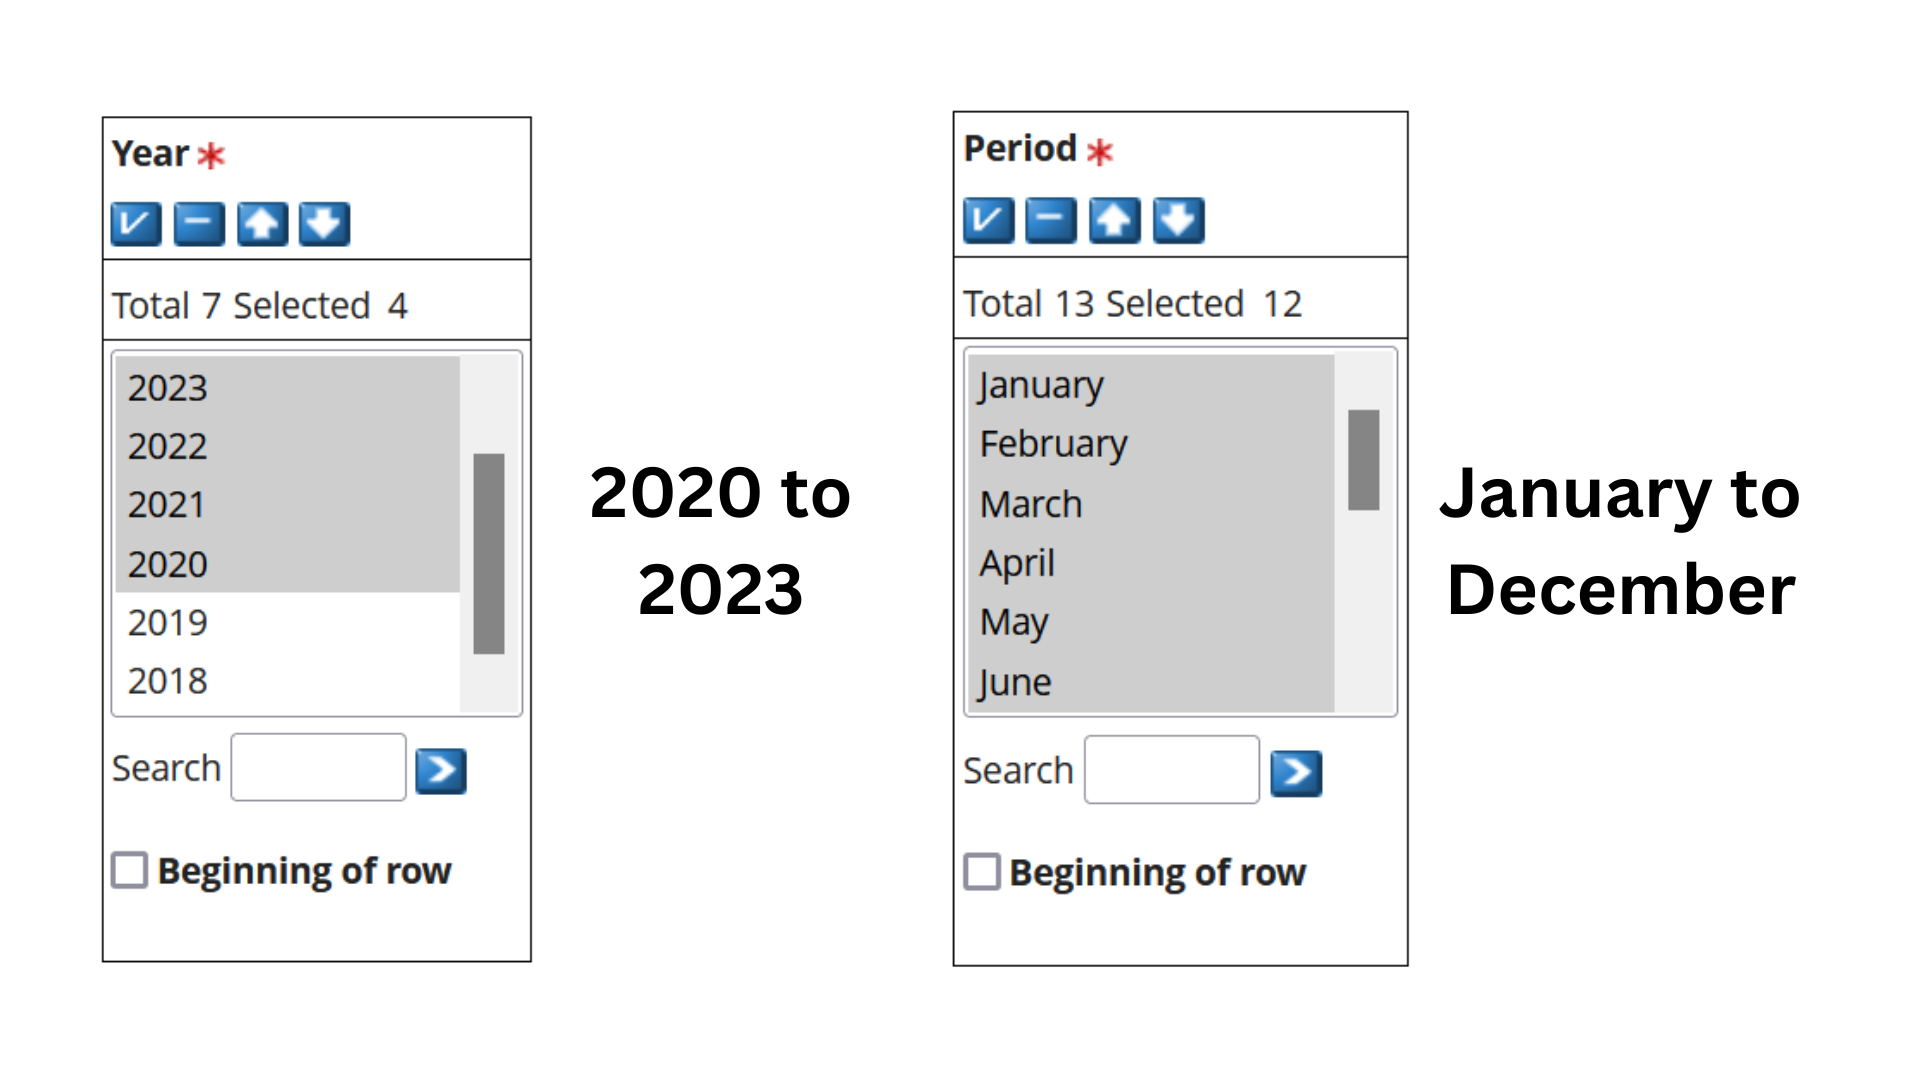 Year *
Total 7 Selected 4
2023
2022
2021
2020
2019
2018
Search
Beginning of row
2020 to
2023
Period *
Total 13 Selected 12
January
February
March
April
May
June
Search
Beginning of row
January to
December